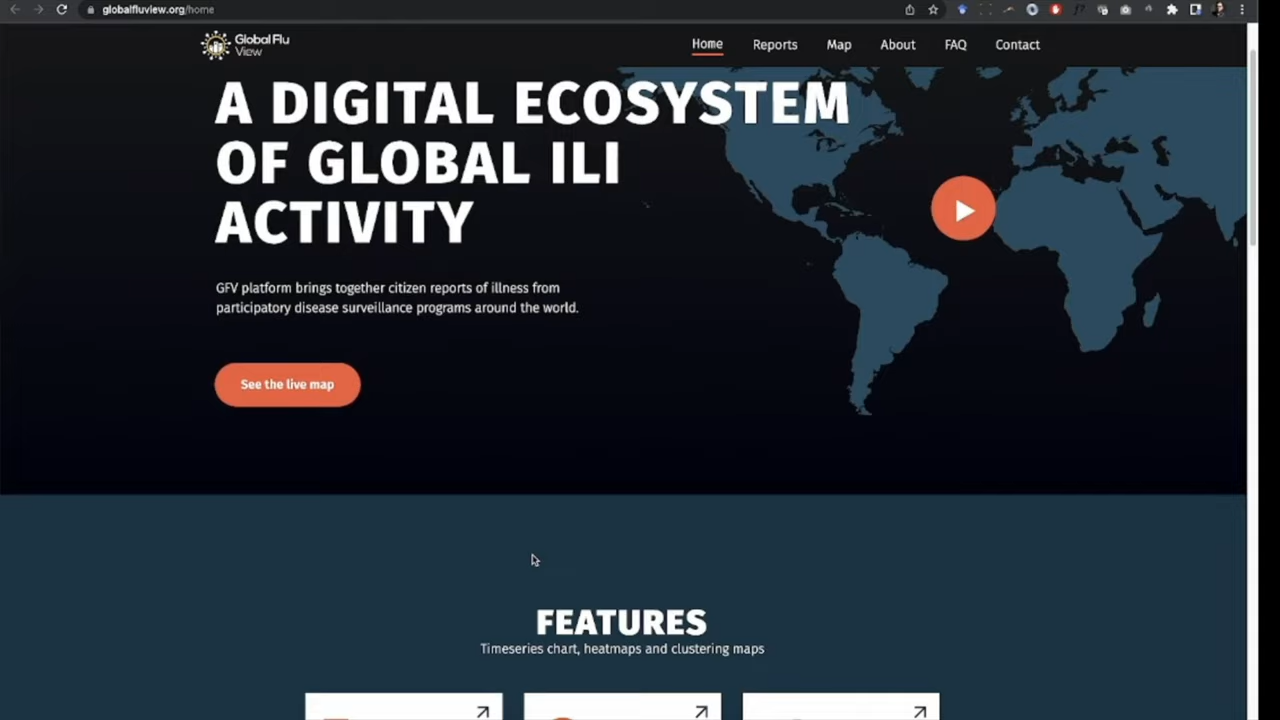 globalfluview.org/home
Global Flu
View
Home Reports Map About FAQ Contact
A DIGITAL ECOSYSTEM
OF GLOBAL ILI
ACTIVITY
GFV platform brings together citizen reports of illness from
participatory disease surveillance programs around the world.
See the live map
FEATURES
Timeseries chart, heatmaps and clustering maps